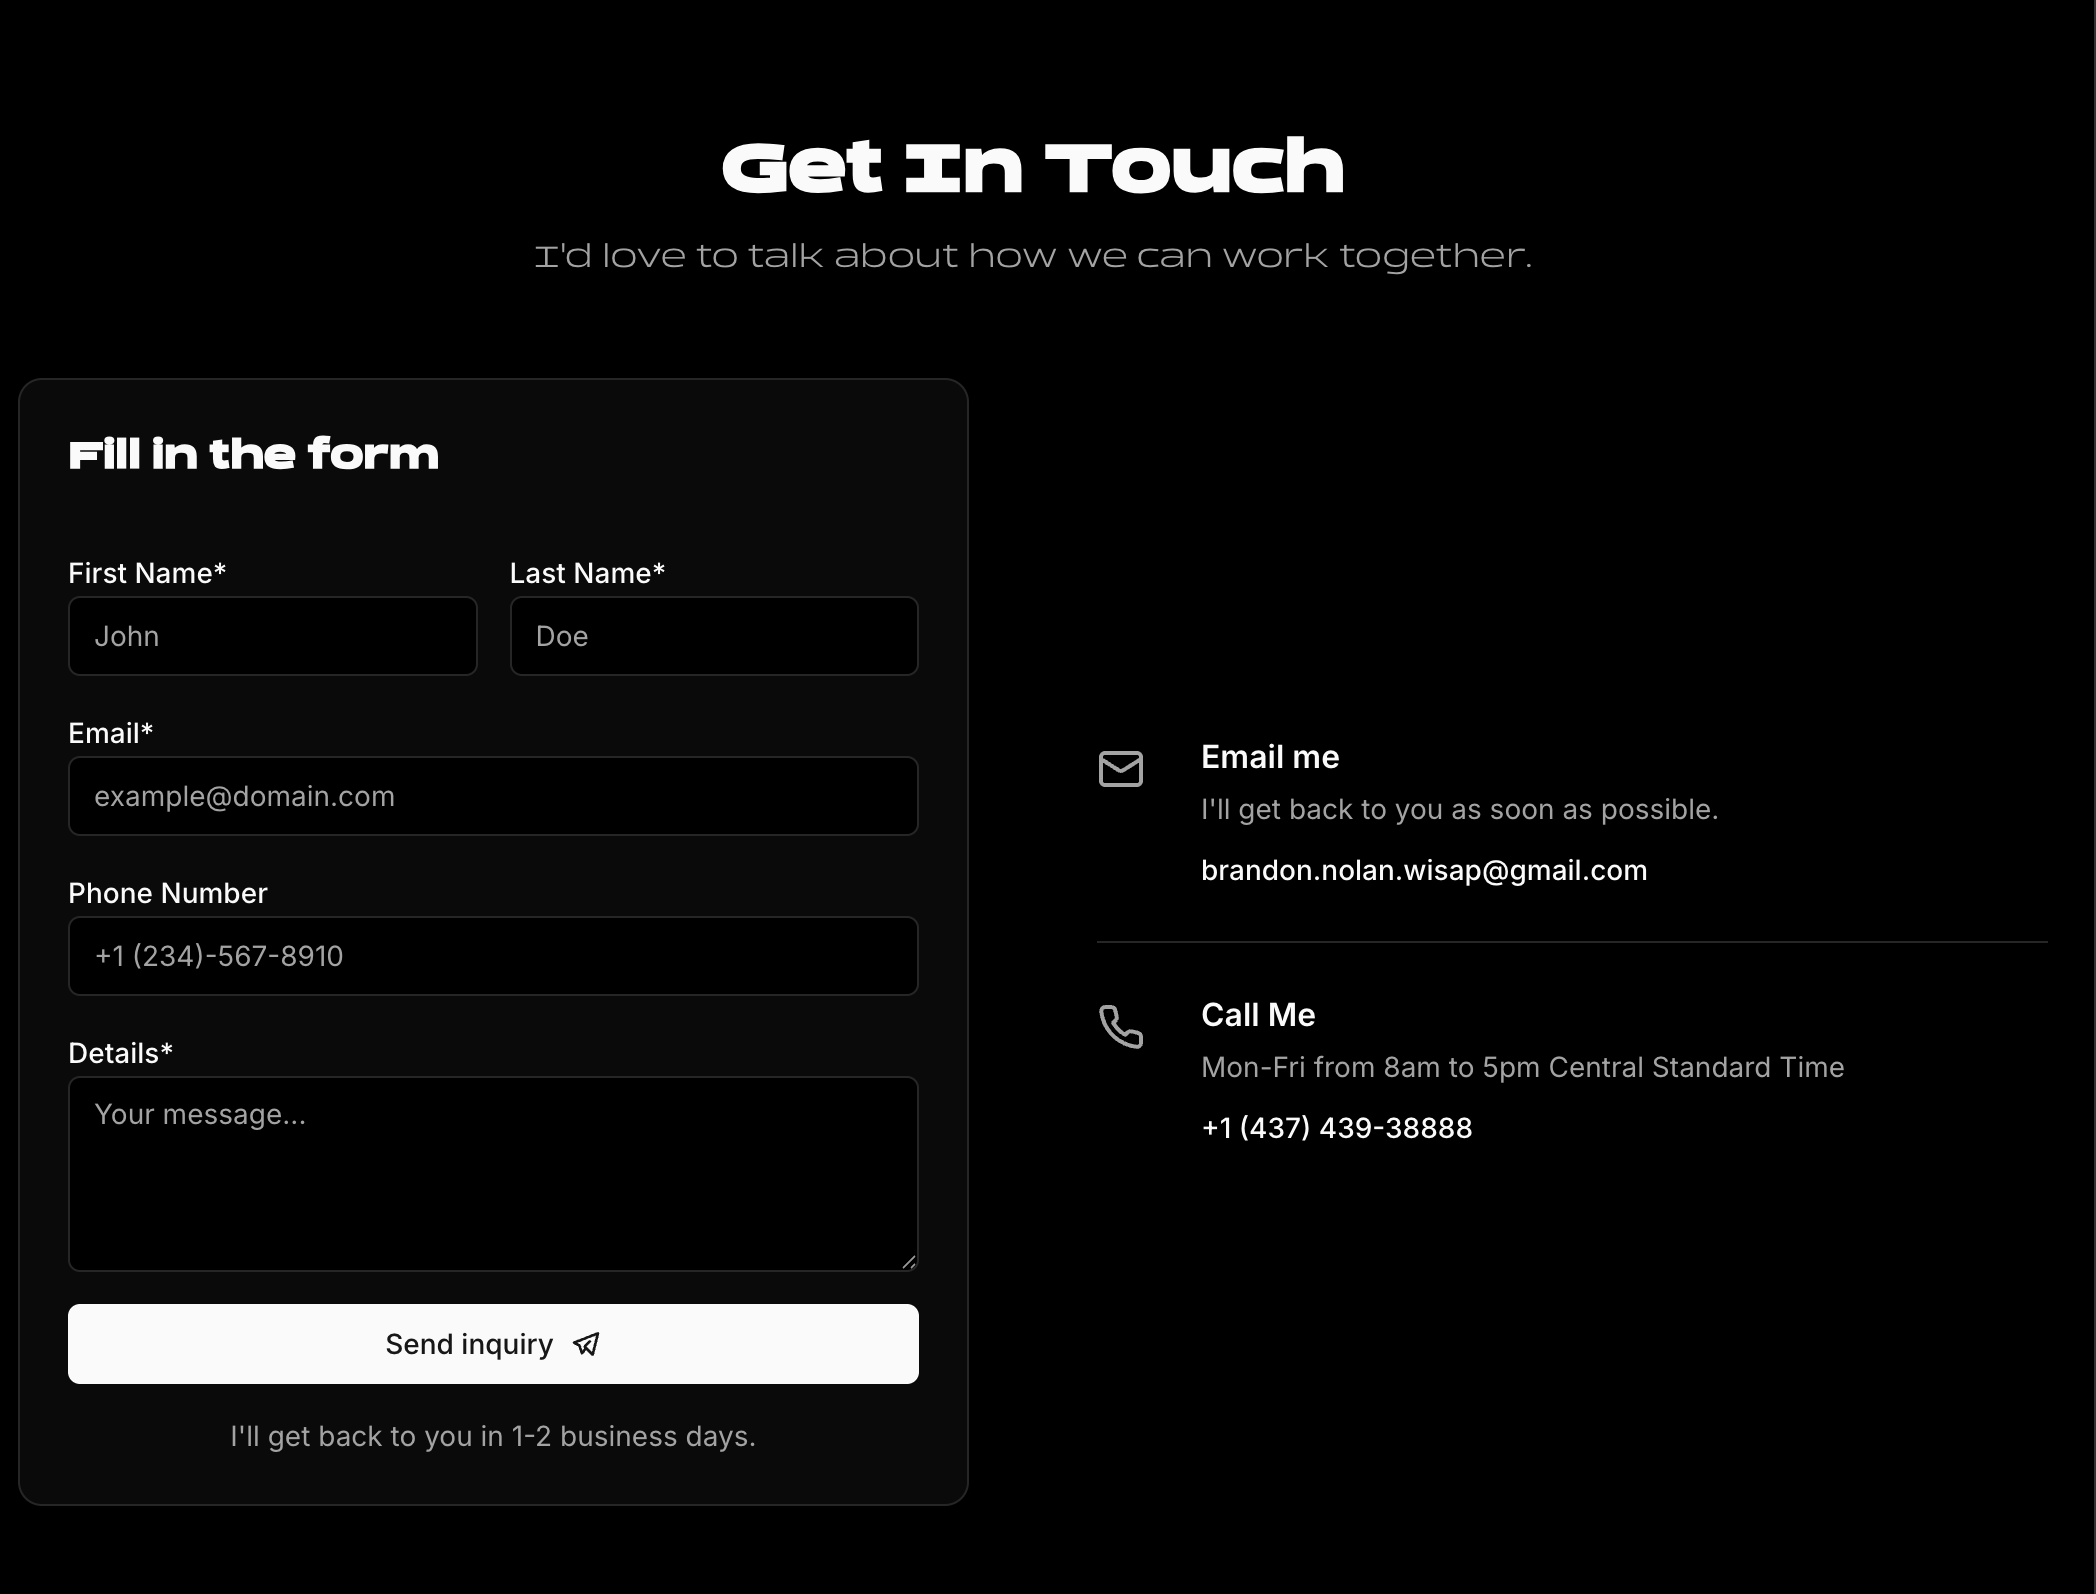 Get In Touch
I'd love to talk about how we can work together.
Fill in the form
First Name*
Last Name*
John
Doe
Email*
example@domain.com
Phone Number
+1 (234)-567-8910
Details*
Your message...
Send inquiry
I'll get back to you in 1-2 business days.
Email me
I'll get back to you as soon as possible.
brandon.nolan.wisap@gmail.com
Call Me
Mon-Fri from 8am to 5pm Central Standard Time
+1 (437) 439-38888